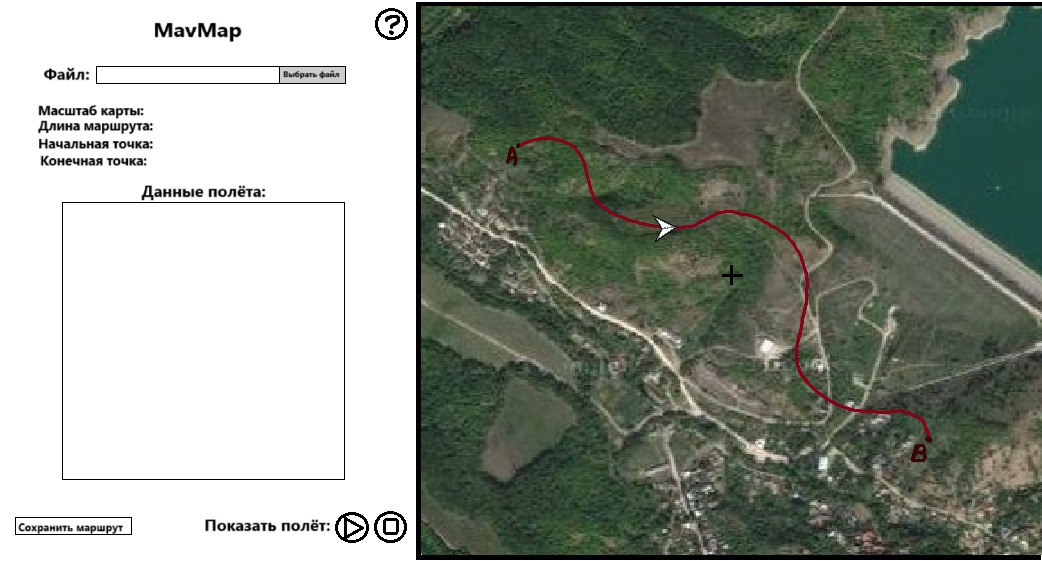 MavMap
?
Файл:
Выбрать файл
Масштаб карты:
Длина маршрута:
Начальная точка:
Конечная точка:
Данные полёта:
Сохранить маршрут
Показать полёт:
A
B